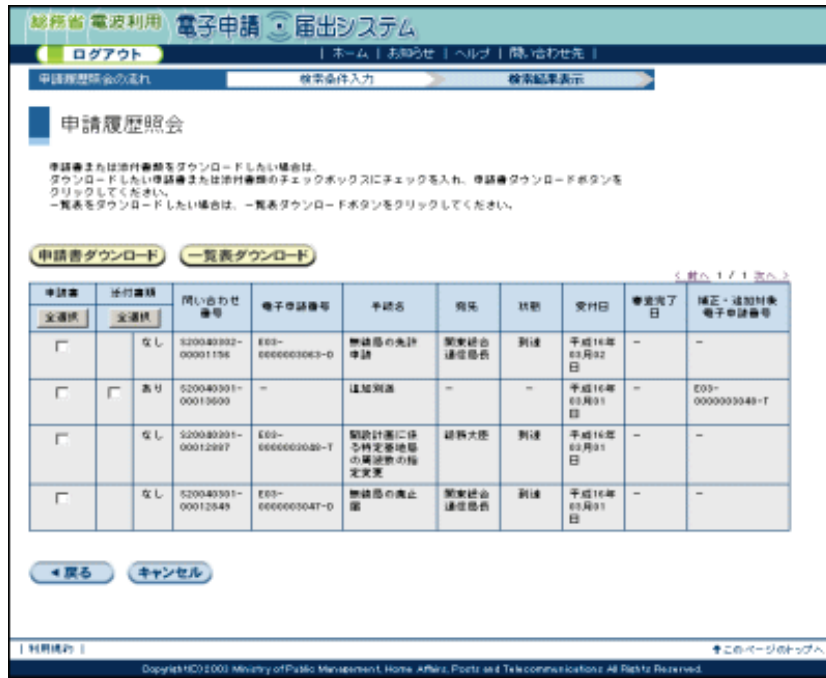 総務省 電波利用 電子申請 届出システム
ログアウト | ホーム | お知らせ | ヘルプ | 問い合わせ先 |
申請履歴照会の流れ 検索条件入力 検索結果表示
申請履歴照会
申請書または添付書類をダウンロードしたい場合は、
ダウンロードしたい申請書または添付書類のチェックボックスにチェックを入れ、申請書ダウンロードボタンを
クリックしてください。
一覧表をダウンロードしたい場合は、一覧表ダウンロードボタンをクリックしてください。
申請書ダウンロード 一覧表ダウンロード
< 前へ 1 / 1 次へ >
申請書 添付書類 問い合わせ番号 電子申請番号 手続名 宛先 状態 受付日 審査完了日 補正・追加対象電子申請番号
全選択 全選択
なし S20040302-00001156 E03-0000003063-D 無線局の免許申請 関東総合通信局長 到達 平成16年03月02日 - -
あり S20040301-00013600 - 追加別送 - - 平成16年03月01日 - E03-0000003048-T
なし S20040301-00012887 E03-0000003048-T 開設計画に係る特定基地局の周波数の指定変更 総務大臣 到達 平成16年03月01日 - -
なし S20040301-00012849 E03-0000003047-D 無線局の廃止届 関東総合通信局長 到達 平成16年03月01日 - -
戻る キャンセル
| 利用規約 | このページのトップへ
Copyright(C)2003 Ministry of Public Management, Home Affairs, Posts and Telecommunications All Rights Reserved.